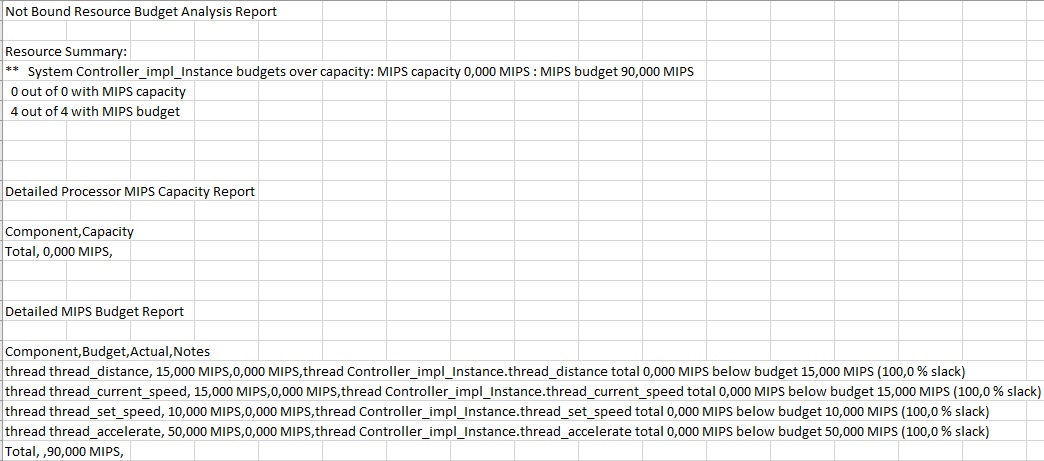 Not Bound Resource Budget Analysis Report
Resource Summary:
** System Controller_impl_Instance budgets over capacity: MIPS capacity 0,000 MIPS : MIPS budget 90,000 MIPS
0 out of 0 with MIPS capacity
4 out of 4 with MIPS budget
Detailed Processor MIPS Capacity Report
Component,Capacity
Total, 0,000 MIPS,
Detailed MIPS Budget Report
Component,Budget,Actual,Notes
thread thread_distance, 15,000 MIPS,0,000 MIPS,thread Controller_impl_Instance.thread_distance total 0,000 MIPS below budget 15,000 MIPS (100,0 % slack)
thread thread_current_speed, 15,000 MIPS,0,000 MIPS,thread Controller_impl_Instance.thread_current_speed total 0,000 MIPS below budget 15,000 MIPS (100,0 % slack)
thread thread_set_speed, 10,000 MIPS,0,000 MIPS,thread Controller_impl_Instance.thread_set_speed total 0,000 MIPS below budget 10,000 MIPS (100,0 % slack)
thread thread_accelerate, 50,000 MIPS,0,000 MIPS,thread Controller_impl_Instance.thread_accelerate total 0,000 MIPS below budget 50,000 MIPS (100,0 % slack)
Total, ,90,000 MIPS,